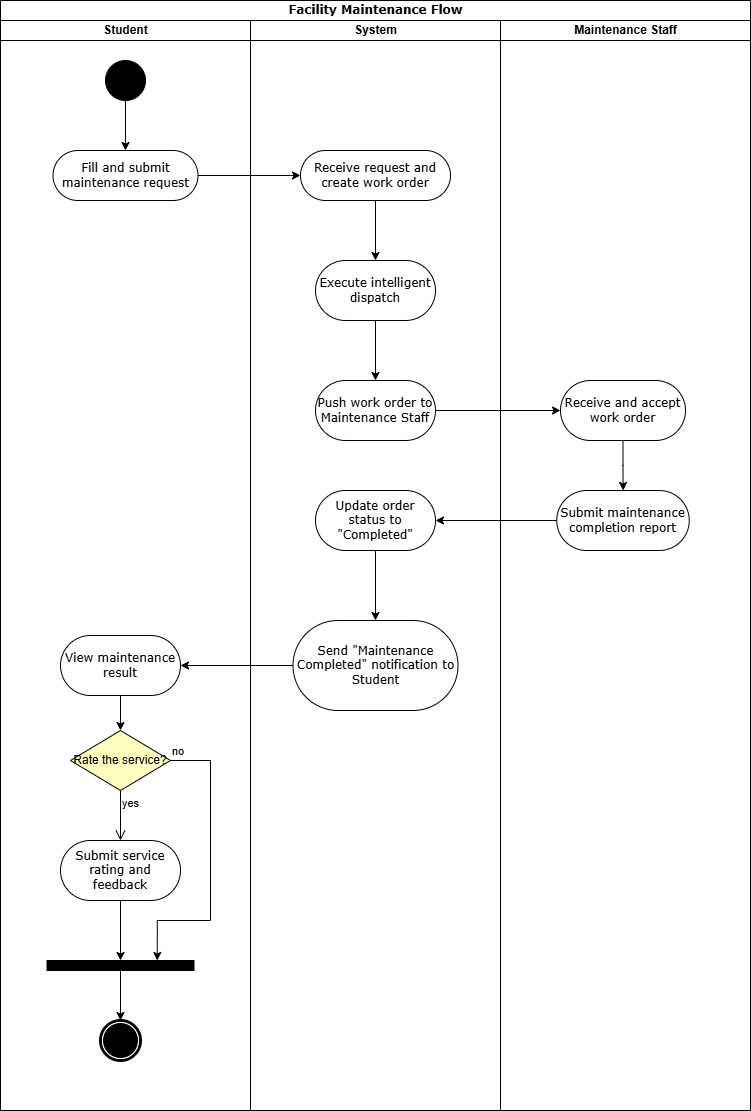 Facility Maintenance Flow
Student
System
Maintenance Staff
Fill and submit
maintenance request
Receive request and
create work order
Execute intelligent
dispatch
Push work order to
Maintenance Staff
Receive and accept
work order
Submit maintenance
completion report
Update order
status to
"Completed"
Send "Maintenance
Completed" notification to
Student
View maintenance
result
Rate the service?
no
yes
Submit service
rating and
feedback